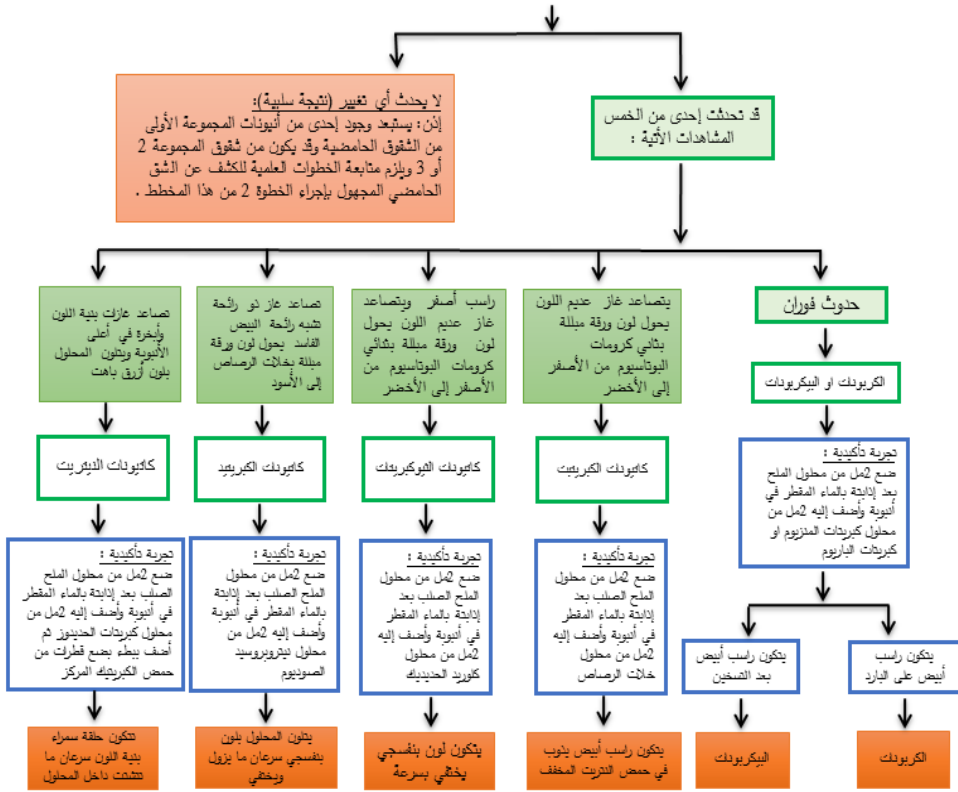 لا يحدث أي تغيير (نتيجة سلبية):
إذن: يستبعد وجود إحدى من أنيونات المجموعة الأولى
من الشقوق الحامضية وقد يكون من شقوق المجموعة 2
أو 3 ويلزم متابعة الخطوات العلمية للكشف عن الشق
الحامضي المجهول بإجراء الخطوة 2 من هذا المخطط .
قد تحدثت إحدى من الخمس
المشاهدات الأتية :
حدوث فوران
يتصاعد غاز عديم اللون
يحول لون ورقة مبللة
بثاني كرومات
البوتاسيوم من الأصفر
إلى الأخضر
راسب أصفر ويتصاعد
غاز عديم اللون يحول
لون ورقة مبللة بثنائي
كرومات البوتاسيوم من
الأصفر إلى الأخضر
تصاعد غاز ذو رائحة
تشبه رائحة البيض
الفاسد يحول لون ورقة
مبللة بخلات الرصاص
إلى الأسود
تصاعد غازات بنية اللون
وأبخرة في أعلى
الأنبوبة ويتلون المحلول
بلون أزرق باهت
الكربونات او البيكربونات
كاتيونات الكبريتيت
كاتيونات الثيوكبريتات
كاتيونات الكبريتيد
كاتيونات النيتريت
تجربة تأكيدية :
ضع 2مل من محلول الملح
بعد إذابتة بالماء المقطر في
أنبوبة وأضف إليه 2مل من
محلول كبريتات المنزيوم او
كبريتات الباريوم
تجربة تأكيدية :
ضع 2مل من محلول
الملح الصلب بعد
إذابتة بالماء المقطر
في أنبوبة وأضف إليه
2مل من محلول
خلات الرصاص
تجربة تأكيدية :
ضع 2مل من محلول
الملح الصلب بعد
إذابتة بالماء المقطر
في أنبوبة وأضف إليه
2مل من محلول
كلوريد الحديديك
تجربة تأكيدية :
ضع 2مل من محلول
الملح الصلب بعد إذابتة
بالماء المقطر في أنبوبة
وأضف إليه 2مل من
محلول نيتروبروسيد
الصوديوم
تجربة تأكيدية :
ضع 2مل من محلول الملح
الصلب بعد إذابتة بالماء المقطر
في أنبوبة وأضف إليه 2مل من
محلول كبريتات الحديدوز ثم
أضف ببطء بضع قطرات من
حمض الكبريتيك المركز
يتكون راسب
أبيض على البارد
يتكون راسب أبيض
بعد التسخين
الكربونات
البيكربونات
يتكون راسب أبيض يذوب
في حمض النتريت المخفف
يتكون لون بنفسجي
يختفي بسرعة
يتلون المحلول بلون
بنفسجي سرعان ما يزول
ويختفي
تتكون حلقة سمراء
بنية اللون سرعان ما
تتشتت داخل المحلول